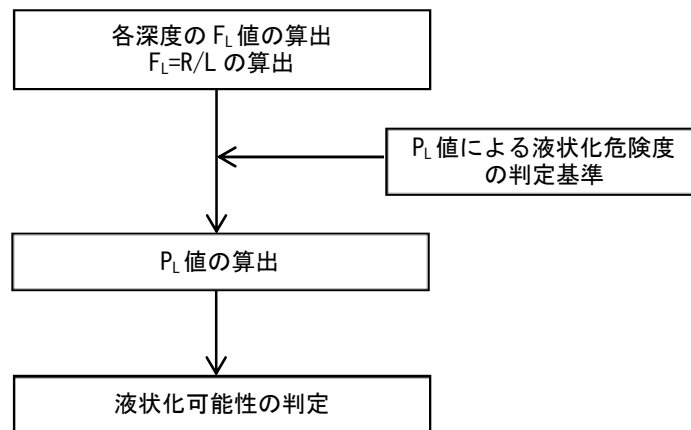 各深度の FL 値の算出
FL=R/L の算出
PL 値による液状化危険度
の判定基準
PL 値の算出
液状化可能性の判定